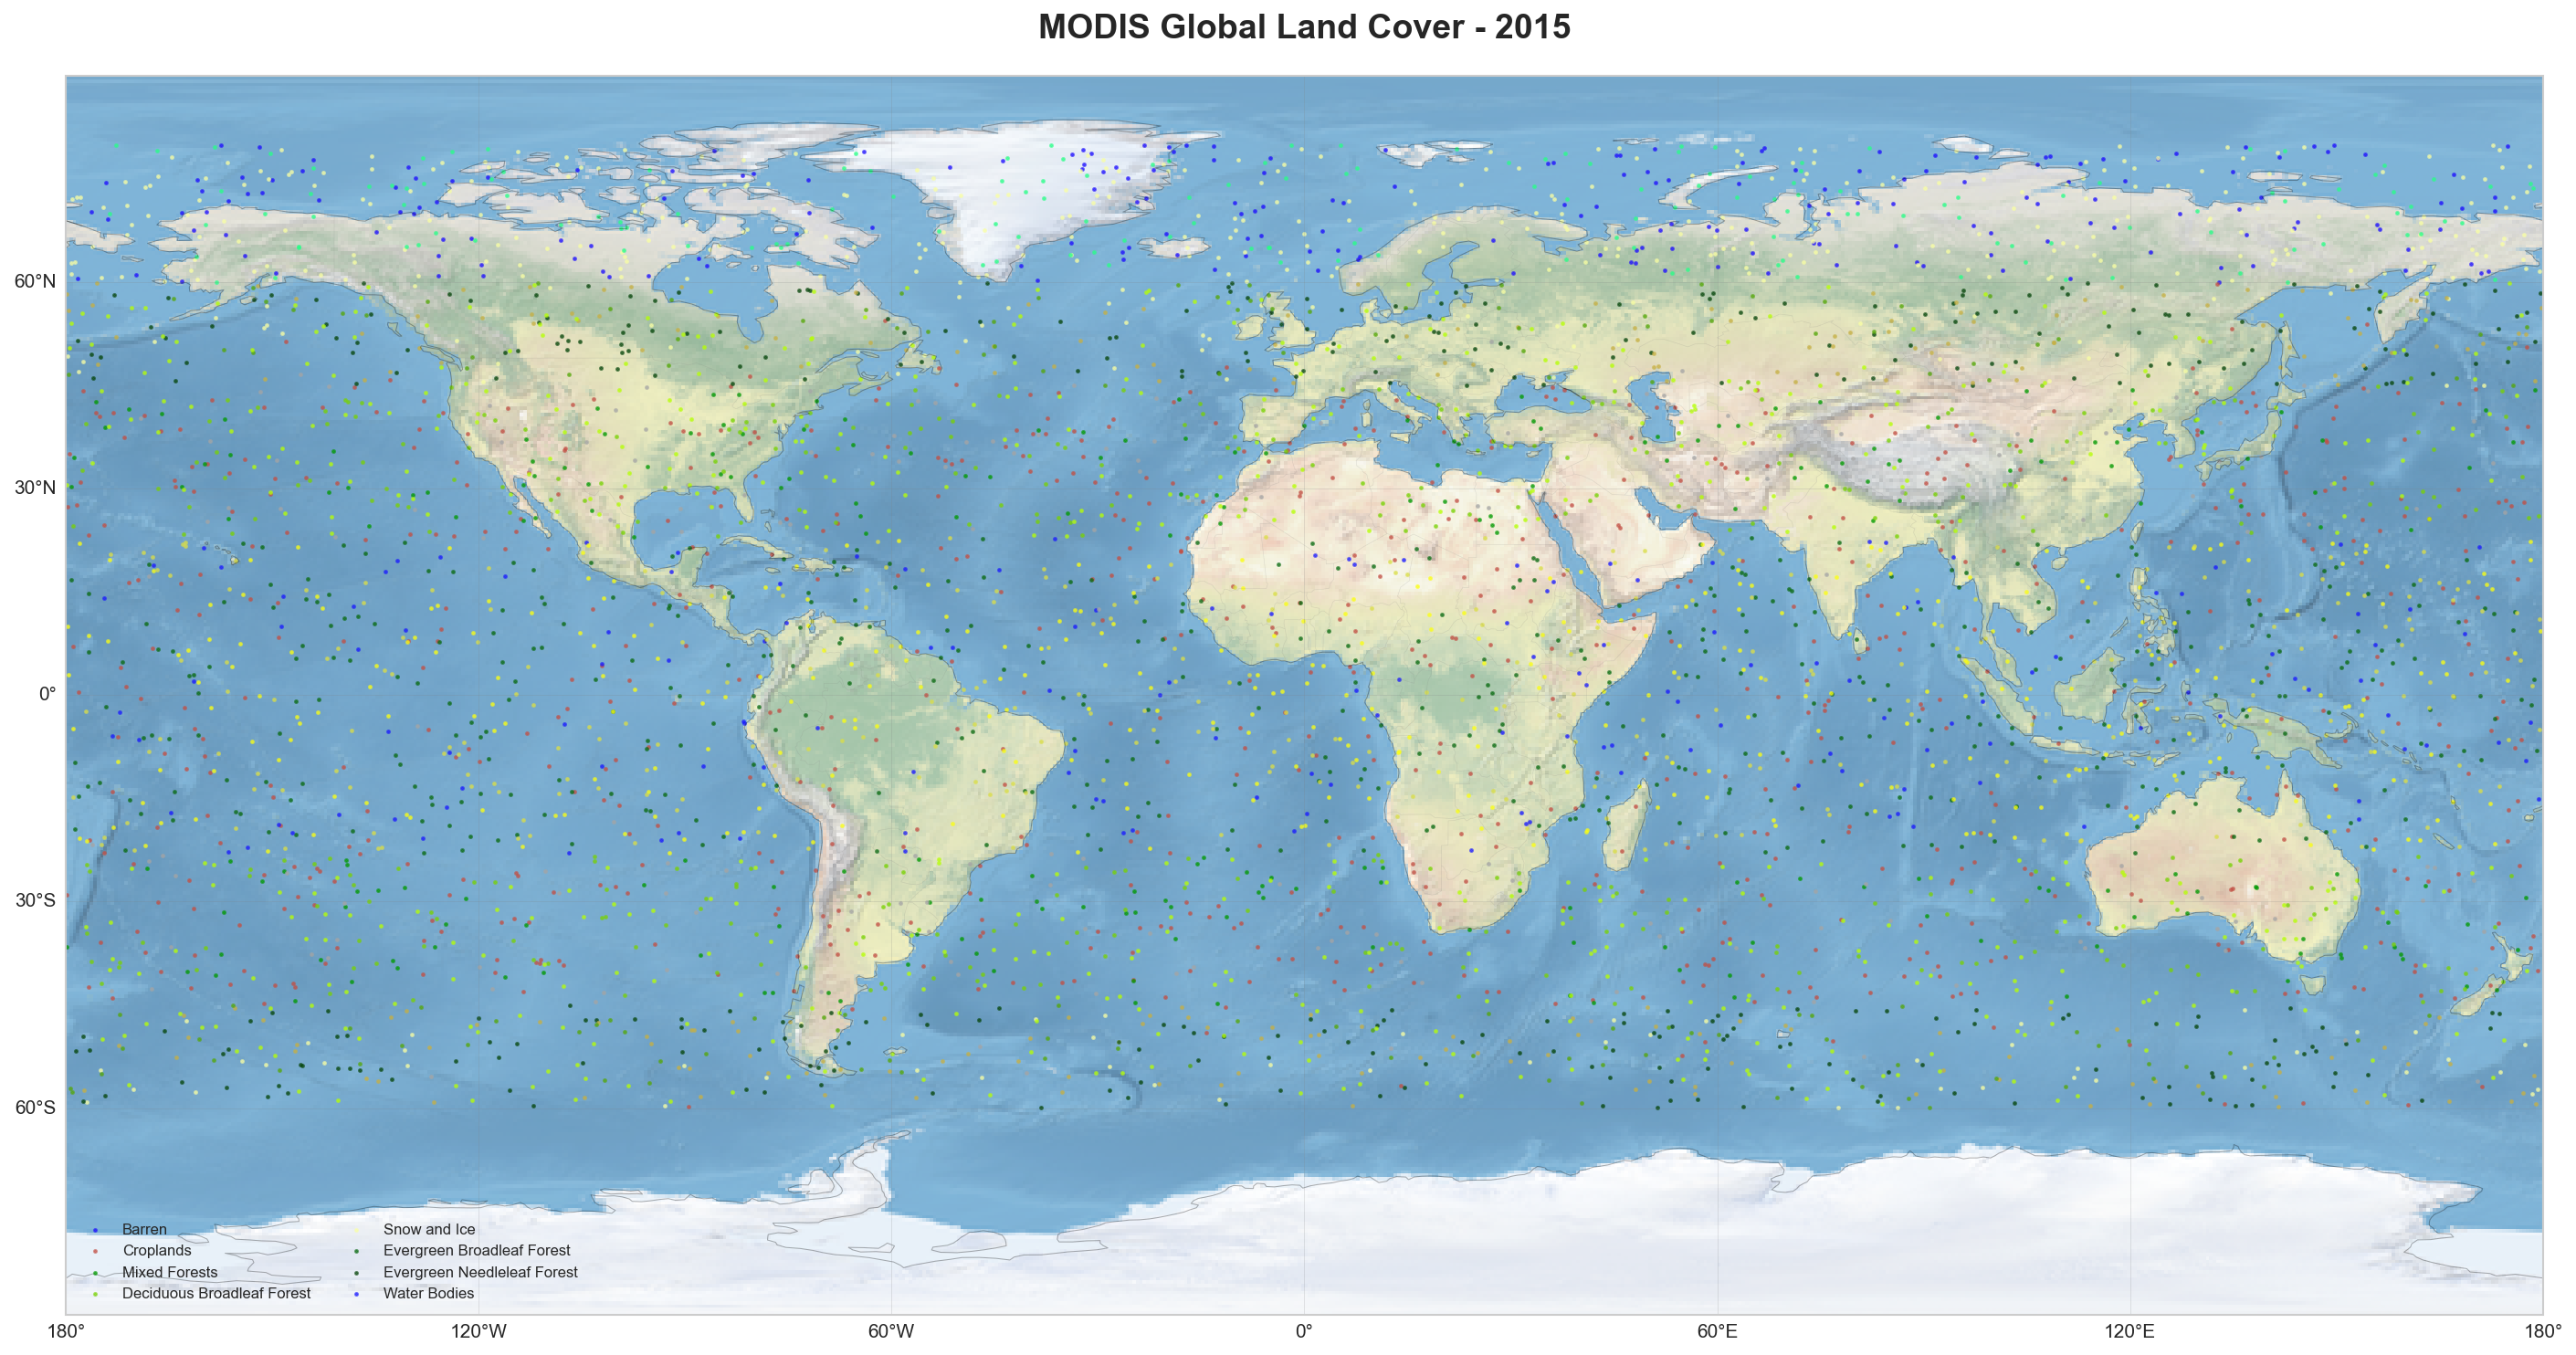 MODIS Global Land Cover - 2015
60°N
30°N
0°
30°S
60°S
Barren
Croplands
Mixed Forests
Deciduous Broadleaf Forest
Snow and Ice
Evergreen Broadleaf Forest
Evergreen Needleleaf Forest
Water Bodies
180° 120°W 60°W 0° 60°E 120°E 180°